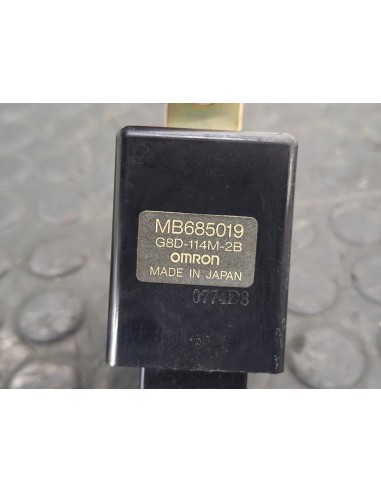 MB685019
G8D-114M-2B
OMRON
MADE IN JAPAN
0774D8